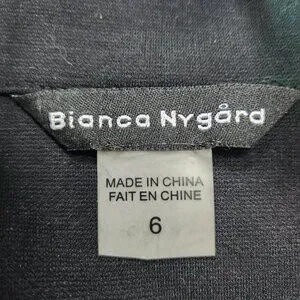 Bianca Nygård
MADE IN CHINA
FAIT EN CHINE
6